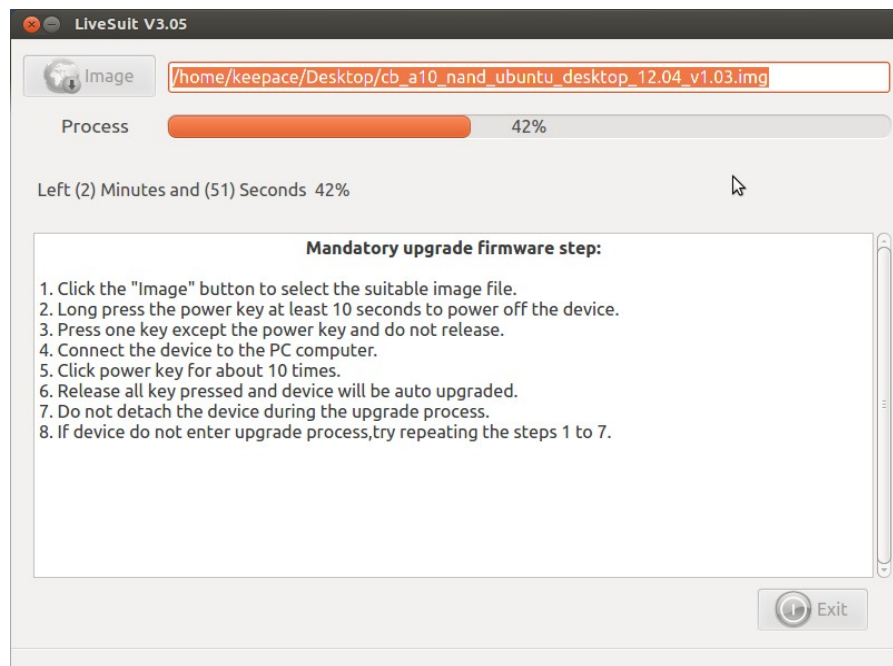 LiveSuit V3.05
Image
/home/keepace/Desktop/cb_a10_nand_ubuntu_desktop_12.04_v1.03.img
Process
42%
Left (2) Minutes and (51) Seconds 42%
Mandatory upgrade firmware step:
1. Click the "Image" button to select the suitable image file.
2. Long press the power key at least 10 seconds to power off the device.
3. Press one key except the power key and do not release.
4. Connect the device to the PC computer.
5. Click power key for about 10 times.
6. Release all key pressed and device will be auto upgraded.
7. Do not detach the device during the upgrade process.
8. If device do not enter upgrade process,try repeating the steps 1 to 7.
Exit